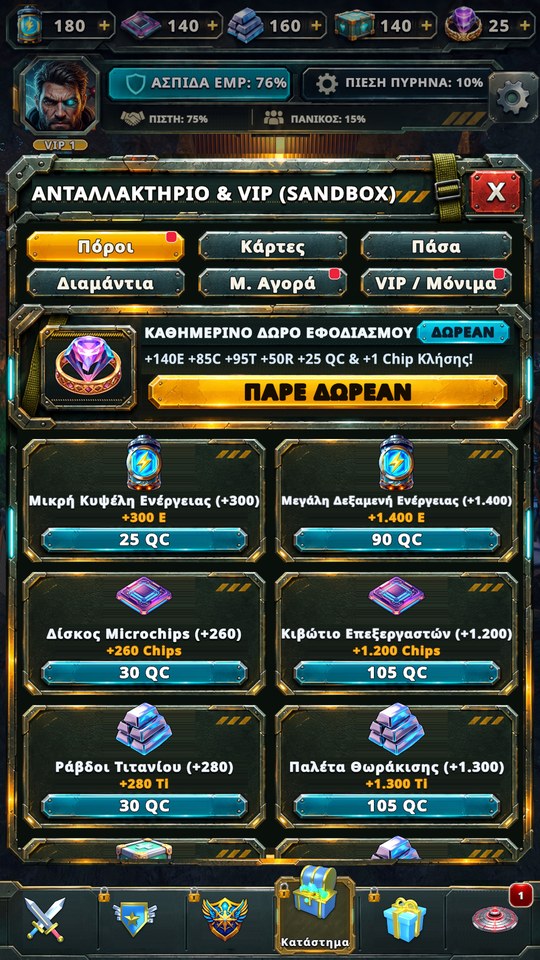 180 +
140 +
160 +
140 +
25 +
ΑΣΠΙΔΑ EMP: 76%
ΠΙΕΣΗ ΠΥΡΗΝΑ: 10%
ΠΙΣΤΗ: 75%
ΠΑΝΙΚΟΣ: 15%
VIP 1
ΑΝΤΑΛΛΑΚΤΗΡΙΟ & VIP (SANDBOX)
X
Πόροι
Κάρτες
Πάσα
Διαμάντια
Μ. Αγορά
VIP / Μόνιμα
ΚΑΘΗΜΕΡΙΝΟ ΔΩΡΟ ΕΦΟΔΙΑΣΜΟΥ
ΔΩΡΕΑΝ
+140E +85C +95T +50R +25 QC & +1 Chip Κλήσης!
ΠΑΡΕ ΔΩΡΕΑΝ
Μικρή Κυψέλη Ενέργειας (+300)
+300 E
25 QC
Μεγάλη Δεξαμενή Ενέργειας (+1.400)
+1.400 E
90 QC
Δίσκος Microchips (+260)
+260 Chips
30 QC
Κιβώτιο Επεξεργαστών (+1.200)
+1.200 Chips
105 QC
Ράβδοι Τιτανίου (+280)
+280 Ti
30 QC
Παλέτα Θωράκισης (+1.300)
+1.300 Ti
105 QC
Κατάστημα
1